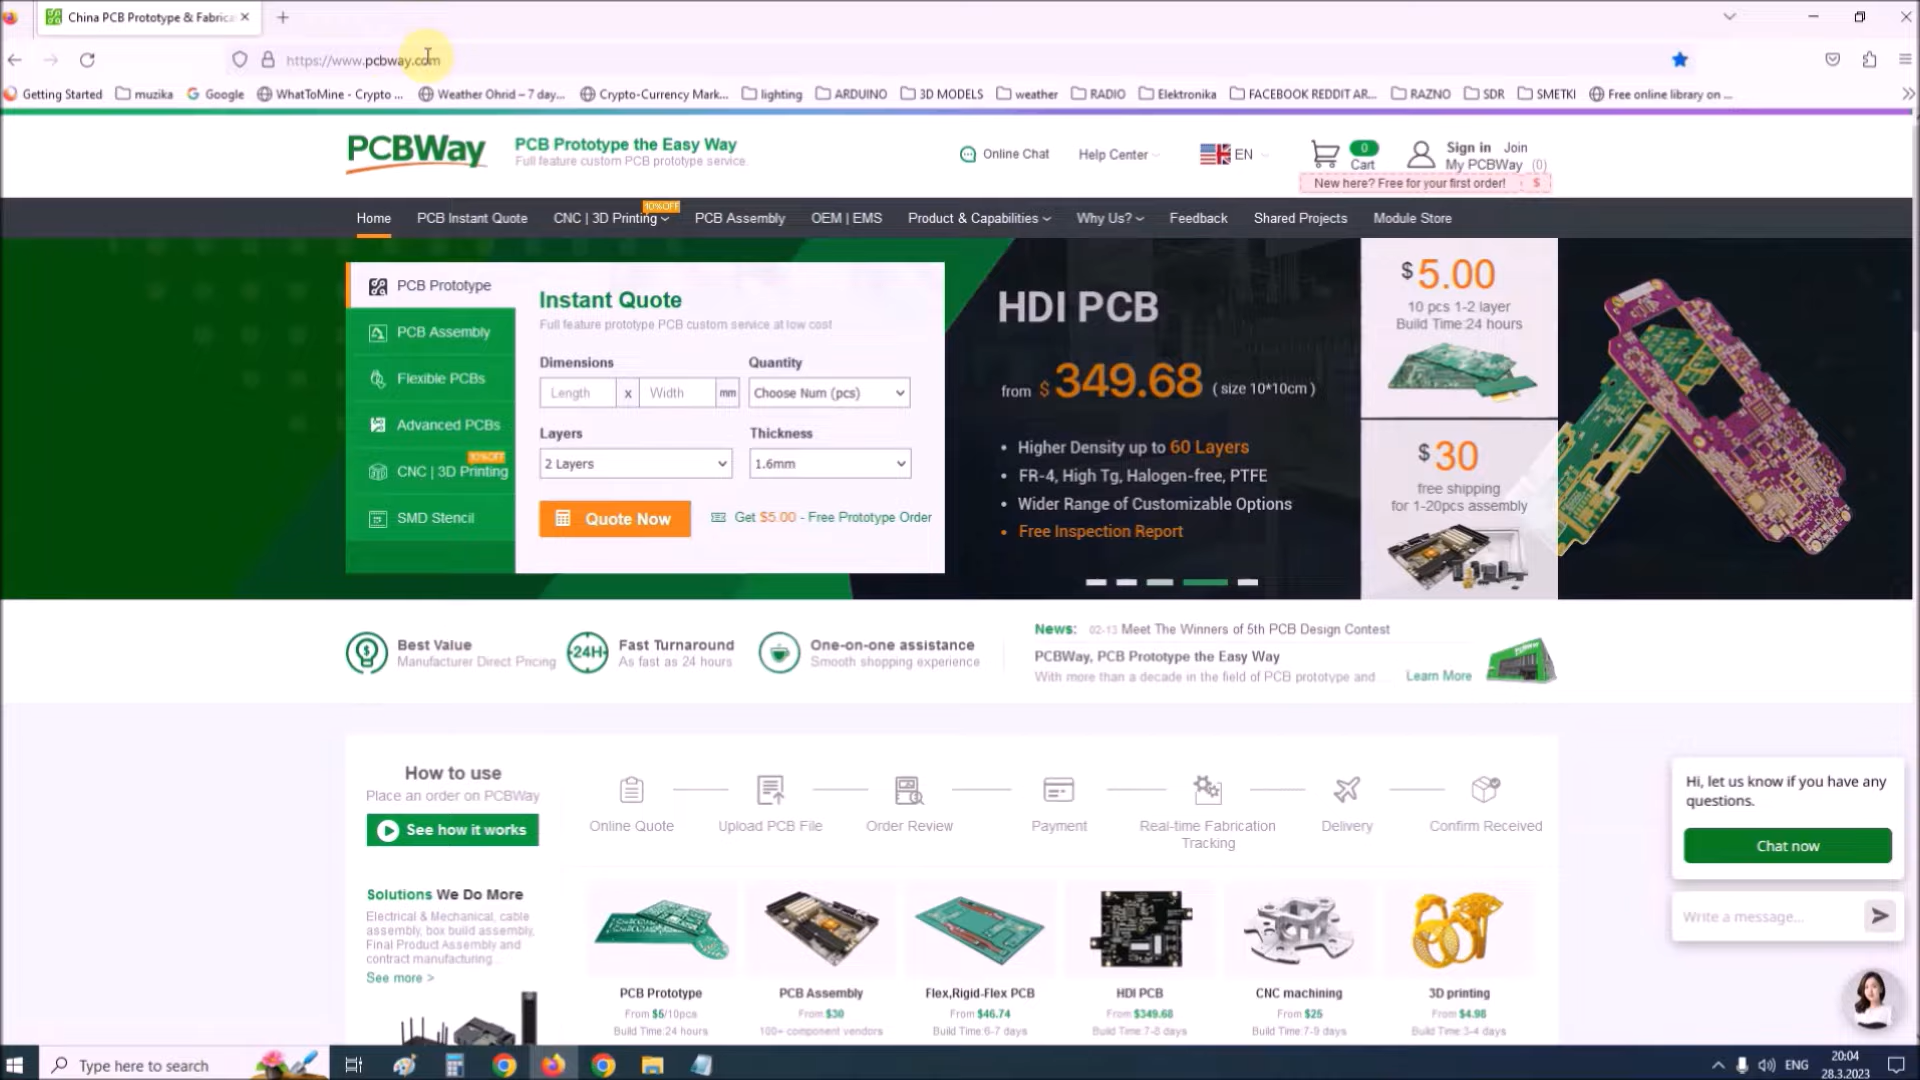 China PCB Prototype & Fabrica
https://www.pcbway.com
Getting Started muzika Google WhatToMine - Crypto ... Weather Ohrid – 7 day... Crypto-Currency Mark... lighting ARDUINO 3D MODELS weather RADIO Elektronika FACEBOOK REDDIT AR... RAZNO SDR SMETKI Free online library on ...
PCBWay
PCB Prototype the Easy Way
Full feature custom PCB prototype service.
Online Chat
Help Center
EN
0
Cart
Sign in Join
My PCBWay (0)
New here? Free for your first order! $
Home PCB Instant Quote CNC | 3D Printing 10%OFF PCB Assembly OEM | EMS Product & Capabilities Why Us? Feedback Shared Projects Module Store
PCB Prototype
PCB Assembly
Flexible PCBs
Advanced PCBs
10%OFF
CNC | 3D Printing
SMD Stencil
Instant Quote
Full feature prototype PCB custom service at low cost
Dimensions Quantity
Length x Width mm Choose Num (pcs)
Layers Thickness
2 Layers 1.6mm
Quote Now Get $5.00 - Free Prototype Order
HDI PCB
from $ 349.68 ( size 10*10cm )
• Higher Density up to 60 Layers
• FR-4, High Tg, Halogen-free, PTFE
• Wider Range of Customizable Options
• Free Inspection Report
$5.00
10 pcs 1-2 layer
Build Time:24 hours
$30
free shipping
for 1-20pcs assembly
Best Value
Manufacturer Direct Pricing
24H
Fast Turnaround
As fast as 24 hours
One-on-one assistance
Smooth shopping experience
News: 02-13 Meet The Winners of 5th PCB Design Contest
PCBWay, PCB Prototype the Easy Way
With more than a decade in the field of PCB prototype and
Learn More
How to use
Place an order on PCBWay
See how it works
Online Quote
Upload PCB File
Order Review
Payment
Real-time Fabrication
Tracking
Delivery
Confirm Received
Solutions We Do More
Electrical & Mechanical, cable
assembly, box build assembly,
Final Product Assembly and
contract manufacturing...
See more >
PCB Prototype
From $5/10pcs
Build Time:24 hours
PCB Assembly
From $30
100+ component vendors
Flex,Rigid-Flex PCB
From $46.74
Build Time:6-7 days
HDI PCB
From $349.68
Build Time:7-8 days
CNC machining
From $25
Build Time:7-9 days
3D printing
From $4.98
Build Time:3-4 days
Hi, let us know if you have any
questions.
Chat now
Write a message...
Type here to search
ENG
20:04
28.3.2023